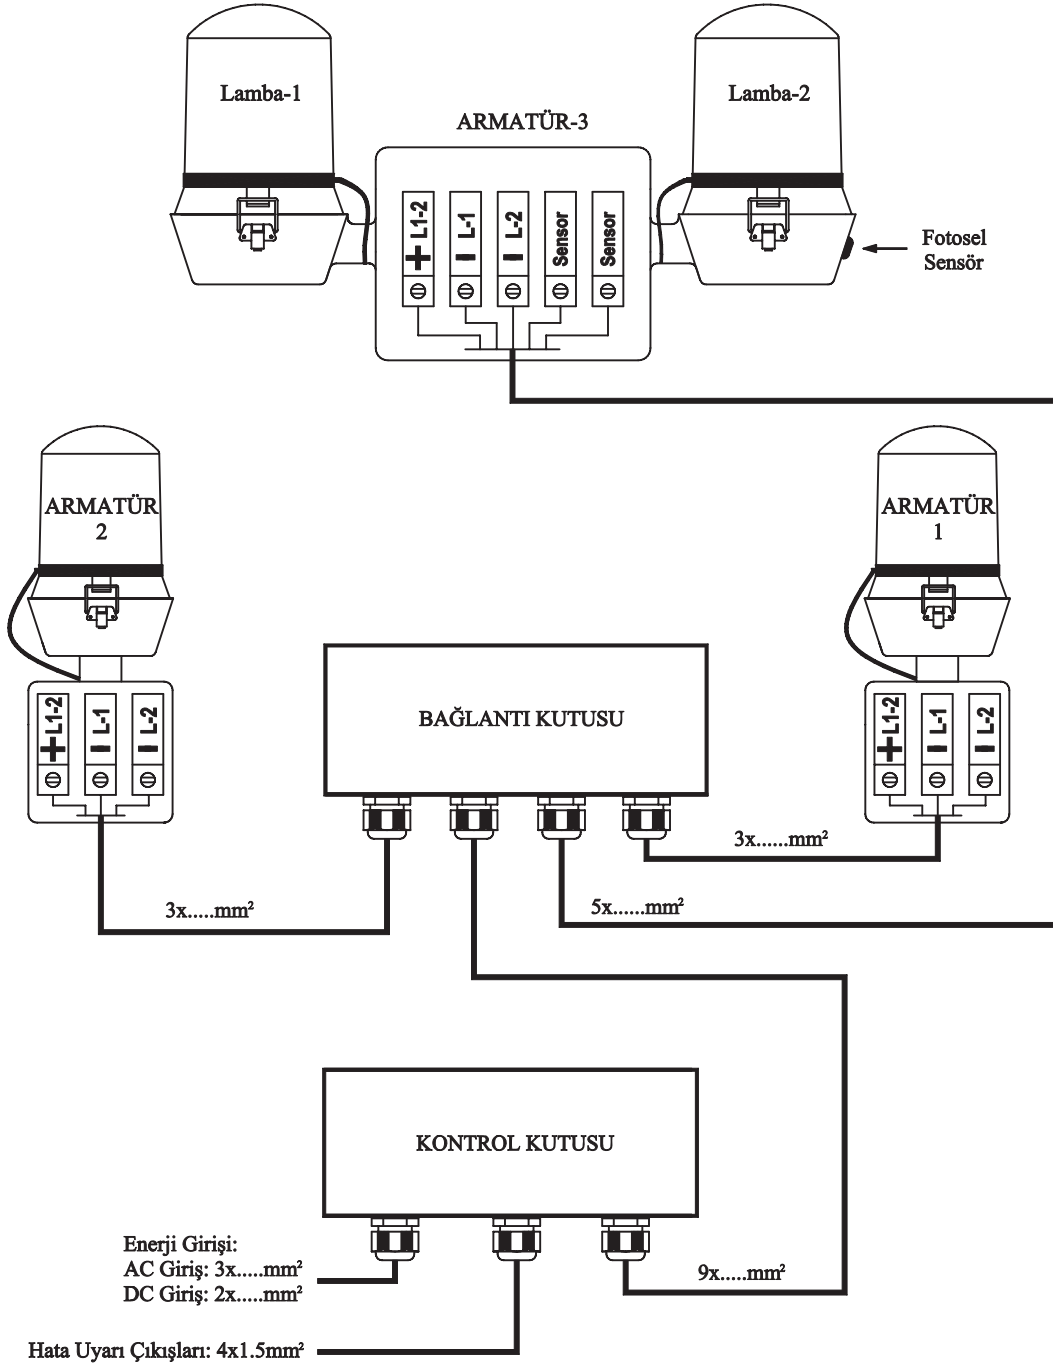 Lamba-1
Lamba-2
ARMATÜR-3
+ L1-2
- L-1
- L-2
Sensor
Sensor
Fotosel
Sensör
ARMATÜR
2
ARMATÜR
1
+ L1-2
- L-1
- L-2
BAĞLANTI KUTUSU
+ L1-2
- L-1
- L-2
3x......mm²
3x.....mm²
5x......mm²
KONTROL KUTUSU
Enerji Girişi:
AC Giriş: 3x.....mm²
DC Giriş: 2x.....mm²
9x.....mm²
Hata Uyarı Çıkışları: 4x1.5mm²